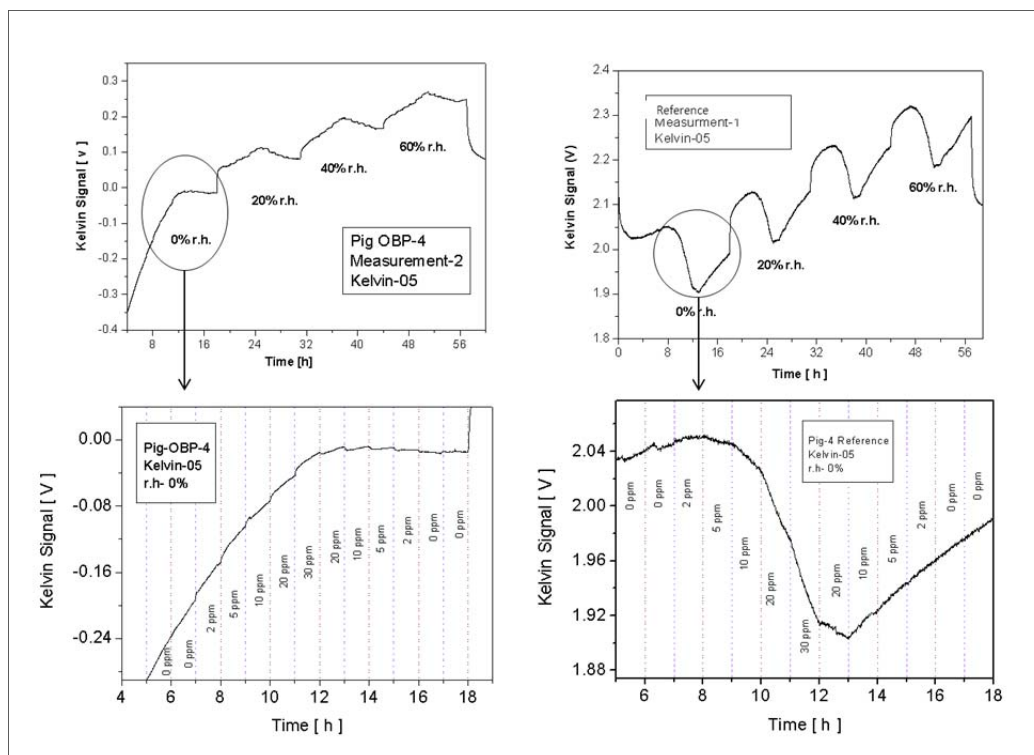 0.3
0.2
0.1
0.0
-0.1
-0.2
-0.3
-0.4
Kelvin Signal [ v ]
0% r.h.
20% r.h.
40% r.h.
60% r.h.
Pig OBP-4
Measurement-2
Kelvin-05
8 16 24 32 40 48 56
Time [h]
2.4
2.3
2.2
2.1
2.0
1.9
1.8
Kelvin Signal (V)
Reference
Measurment-1
Kelvin-05
0% r.h.
20% r.h.
40% r.h.
60% r.h.
0 8 16 24 32 40 48 56
Time [ h ]
0.00
-0.08
-0.16
-0.24
Kelvin Signal [ V ]
Pig-OBP-4
Kelvin-05
r.h- 0%
0 ppm
0 ppm
2 ppm
5 ppm
10 ppm
20 ppm
30 ppm
20 ppm
10 ppm
5 ppm
2 ppm
0 ppm
0 ppm
4 6 8 10 12 14 16 18
Time [ h ]
2.04
2.00
1.96
1.92
1.88
Kelvin Signal [ V ]
Pig-4 Reference
Kelvin-05
r.h- 0%
0 ppm
0 ppm
2 ppm
5 ppm
10 ppm
20 ppm
30 ppm
20 ppm
10 ppm
5 ppm
2 ppm
0 ppm
0 ppm
6 8 10 12 14 16 18
Time [ h ]